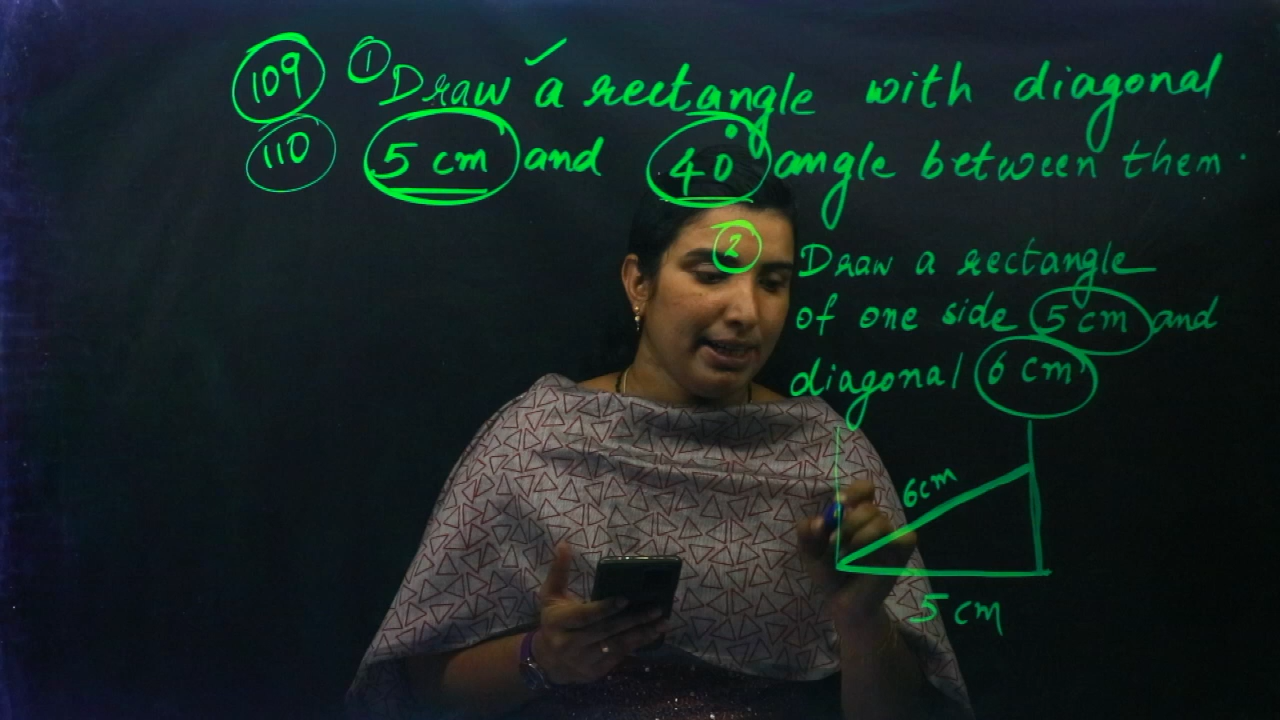 109 ① Draw a rectangle with diagonal
110 5 cm and 40° angle between them.
② Draw a rectangle
of one side 5 cm and
diagonal 6 cm
6cm
5 cm